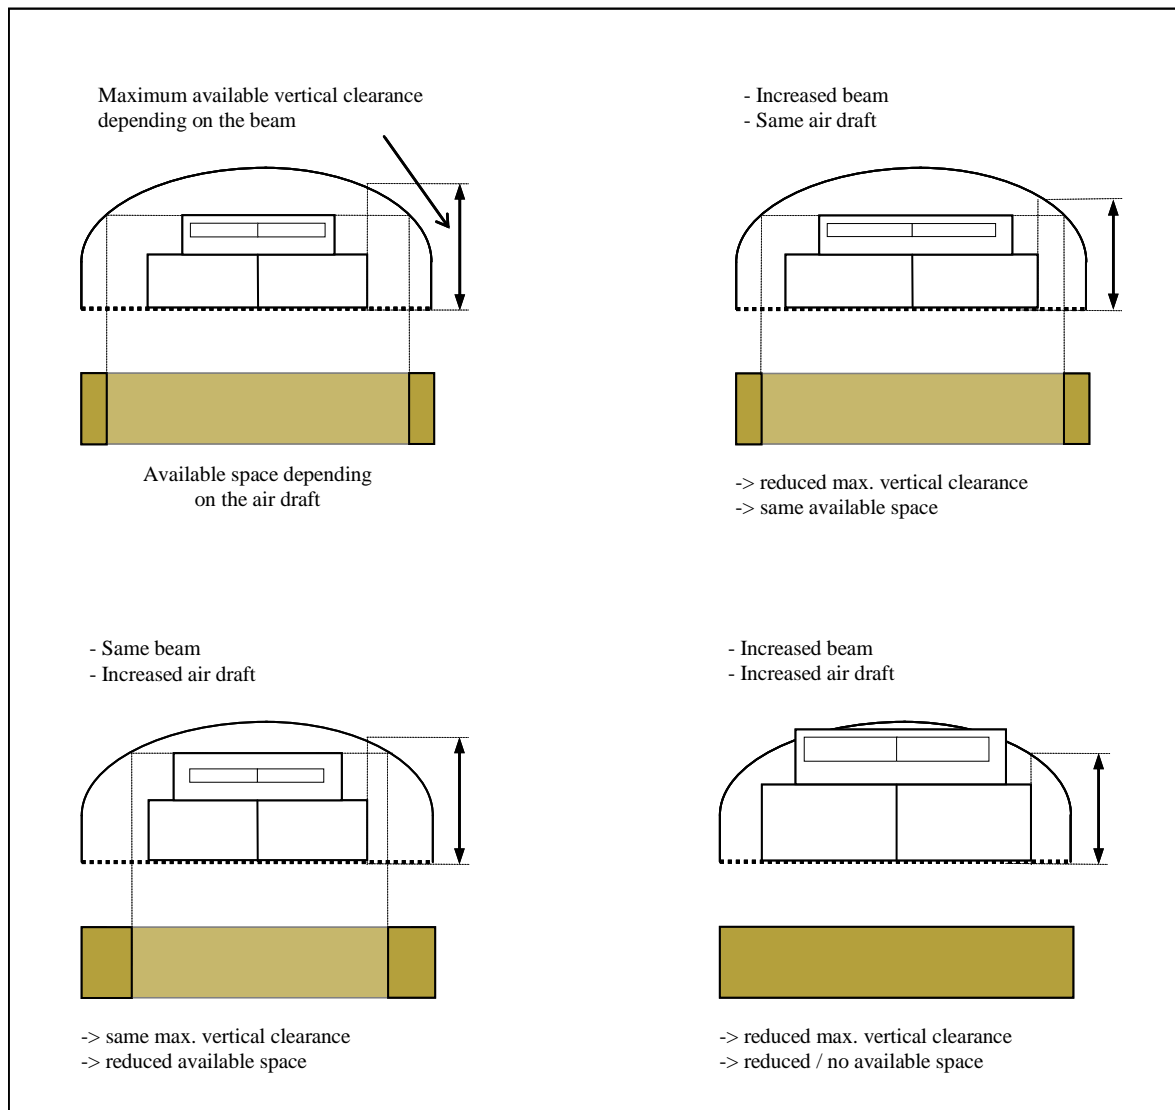 Maximum available vertical clearance
depending on the beam
- Increased beam
- Same air draft
Available space depending
on the air draft
-> reduced max. vertical clearance
-> same available space
- Same beam
- Increased air draft
- Increased beam
- Increased air draft
-> same max. vertical clearance
-> reduced available space
-> reduced max. vertical clearance
-> reduced / no available space